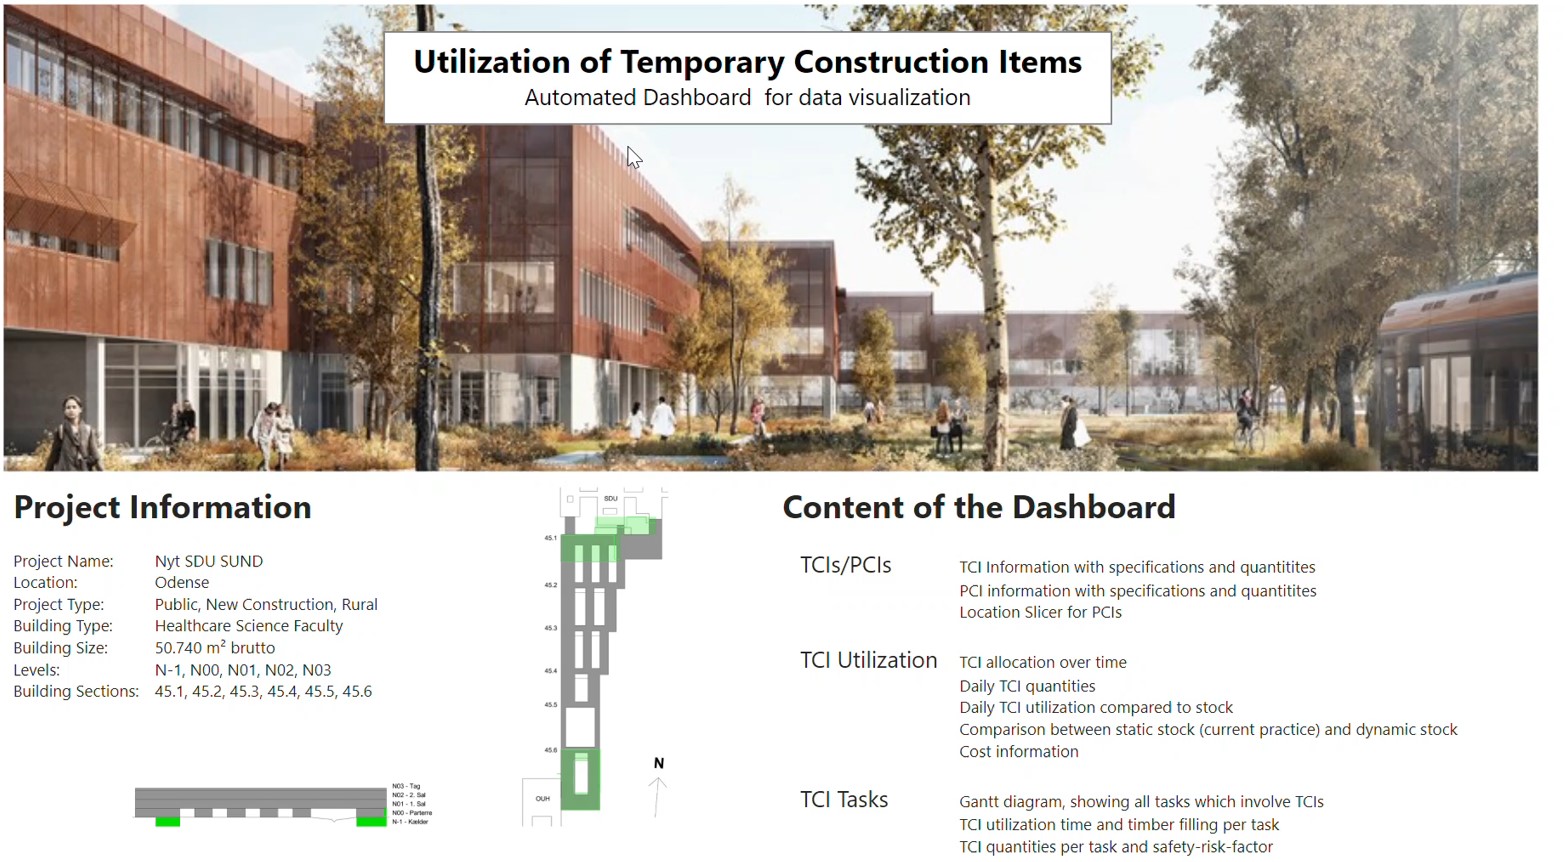 Utilization of Temporary Construction Items
Automated Dashboard for data visualization
Project Information
Project Name: Nyt SDU SUND
Location: Odense
Project Type: Public, New Construction, Rural
Building Type: Healthcare Science Faculty
Building Size: 50.740 m² brutto
Levels: N-1, N00, N01, N02, N03
Building Sections: 45.1, 45.2, 45.3, 45.4, 45.5, 45.6
N03 - Tag
N02 - 2. Sal
N01 - 1. Sal
N00 - Parterre
N-1 - Kælder
SDU
45.1
45.2
45.3
45.4
45.5
45.6
N
OUH
Content of the Dashboard
TCIs/PCIs
TCI Information with specifications and quantitites
PCI information with specifications and quantitites
Location Slicer for PCIs
TCI Utilization
TCI allocation over time
Daily TCI quantities
Daily TCI utilization compared to stock
Comparison between static stock (current practice) and dynamic stock
Cost information
TCI Tasks
Gantt diagram, showing all tasks which involve TCIs
TCI utilization time and timber filling per task
TCI quantities per task and safety-risk-factor